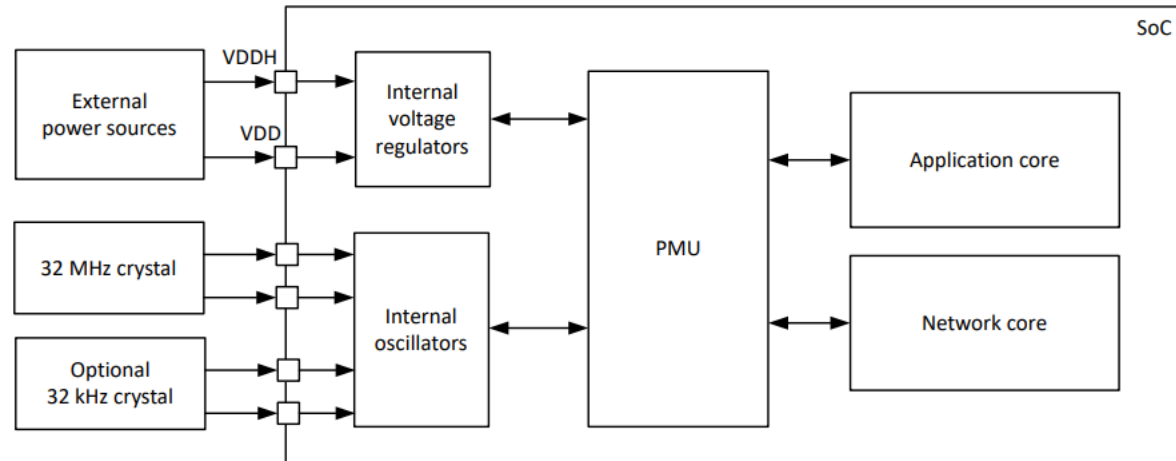 SoC
VDDH
External
power sources
VDD
Internal
voltage
regulators
Application core
32 MHz crystal
PMU
Internal
oscillators
Network core
Optional
32 kHz crystal